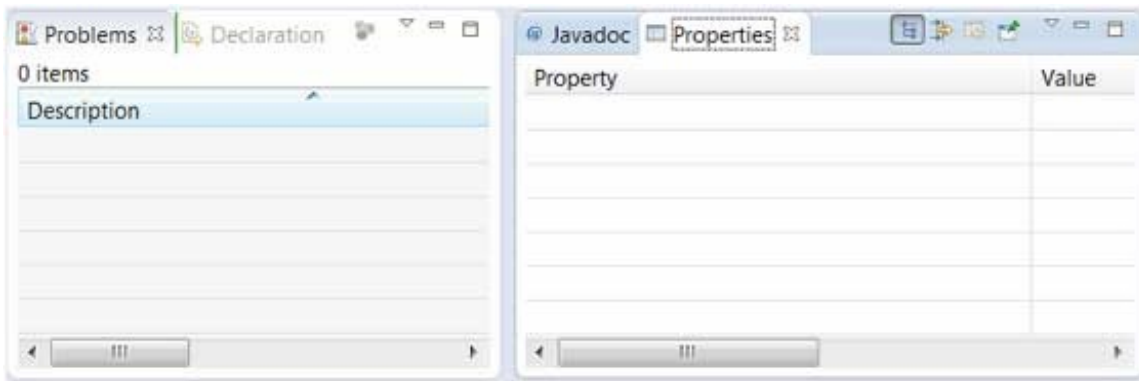 Problems Declaration
0 items
Description
Javadoc Properties
Property Value